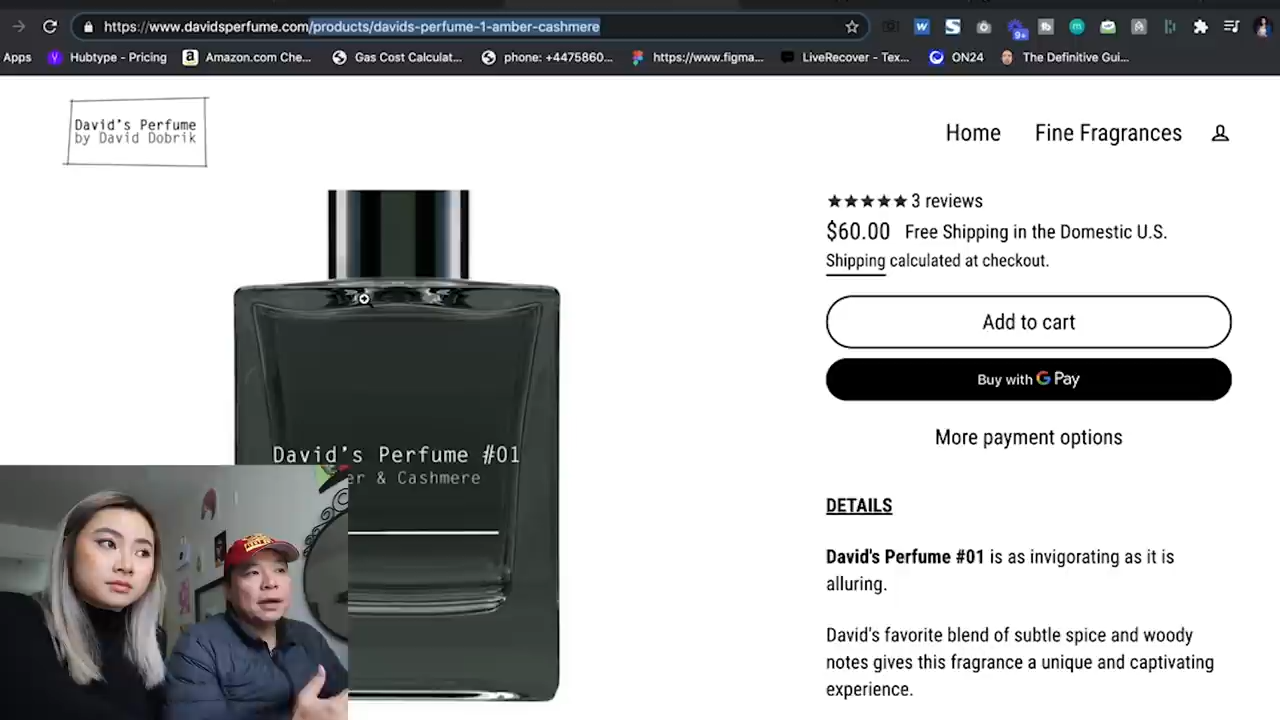 https://www.davidsperfume.com/products/davids-perfume-1-amber-cashmere
9+
Apps
Hubtype - Pricing
Amazon.com Che...
Gas Cost Calculat...
phone: +4475860...
https://www.figma...
LiveRecover - Tex...
ON24
The Definitive Gui...
David's Perfume
by David Dobrik
Home
Fine Fragrances
★★★★★ 3 reviews
$60.00 Free Shipping in the Domestic U.S.
Shipping calculated at checkout.
Add to cart
Buy with G Pay
More payment options
DETAILS
David's Perfume #01 is as invigorating as it is
alluring.
David's favorite blend of subtle spice and woody
notes gives this fragrance a unique and captivating
experience.
David's Perfume #01
er & Cashmere